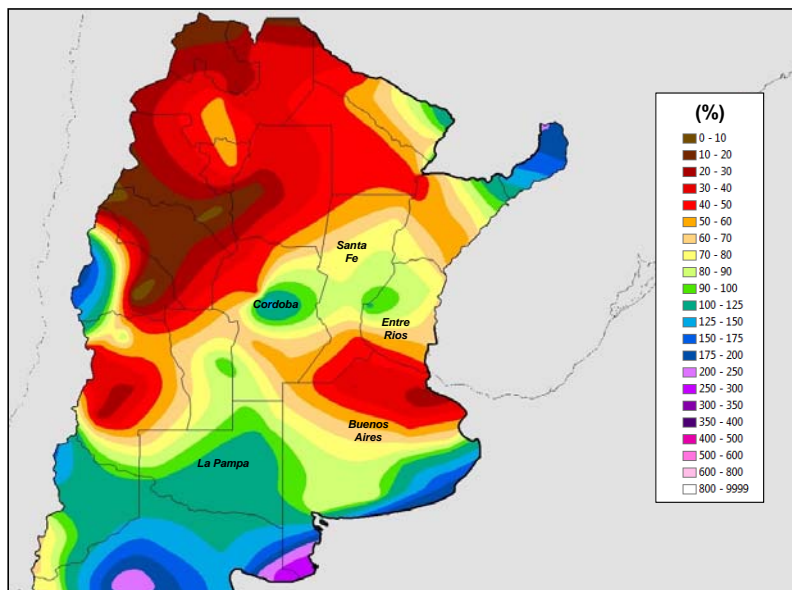 (%)
0 - 10
10 - 20
20 - 30
30 - 40
40 - 50
50 - 60
60 - 70
70 - 80
80 - 90
90 - 100
100 - 125
125 - 150
150 - 175
175 - 200
200 - 250
250 - 300
300 - 350
350 - 400
400 - 500
500 - 600
600 - 800
800 - 9999
Santa
Fe
Cordoba
Entre
Rios
Buenos
Aires
La Pampa